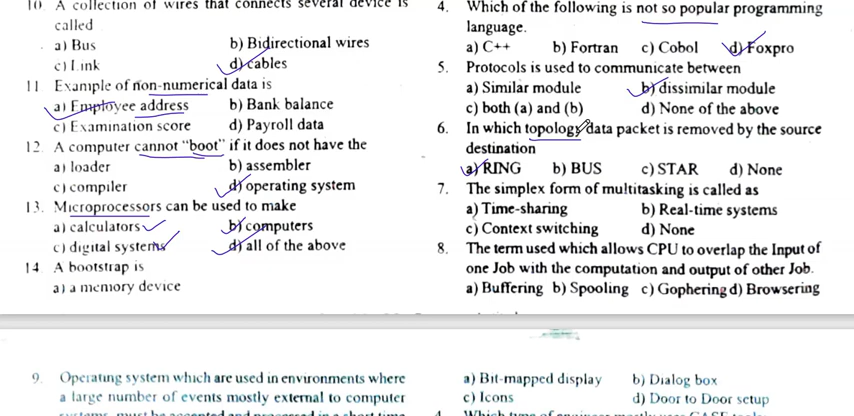 10. A collection of wires that connects several device is
called
a) Bus b) Bidirectional wires
c) Link d) cables
11. Example of non-numerical data is
a) Employee address b) Bank balance
c) Examination score d) Payroll data
12. A computer cannot "boot" if it does not have the
a) loader b) assembler
c) compiler d) operating system
13. Microprocessors can be used to make
a) calculators b) computers
c) digital systems d) all of the above
14. A bootstrap is
a) a memory device
4. Which of the following is not so popular programming
language.
a) C++ b) Fortran c) Cobol d) Foxpro
5. Protocols is used to communicate between
a) Similar module b) dissimilar module
c) both (a) and (b) d) None of the above
6. In which topology data packet is removed by the source
destination
a) RING b) BUS c) STAR d) None
7. The simplex form of multitasking is called as
a) Time-sharing b) Real-time systems
c) Context switching d) None
8. The term used which allows CPU to overlap the Input of
one Job with the computation and output of other Job.
a) Buffering b) Spooling c) Gophering d) Browsering
9. Operating system which are used in environments where
a large number of events mostly external to computer
a) Bit-mapped display b) Dialog box
c) Icons d) Door to Door setup